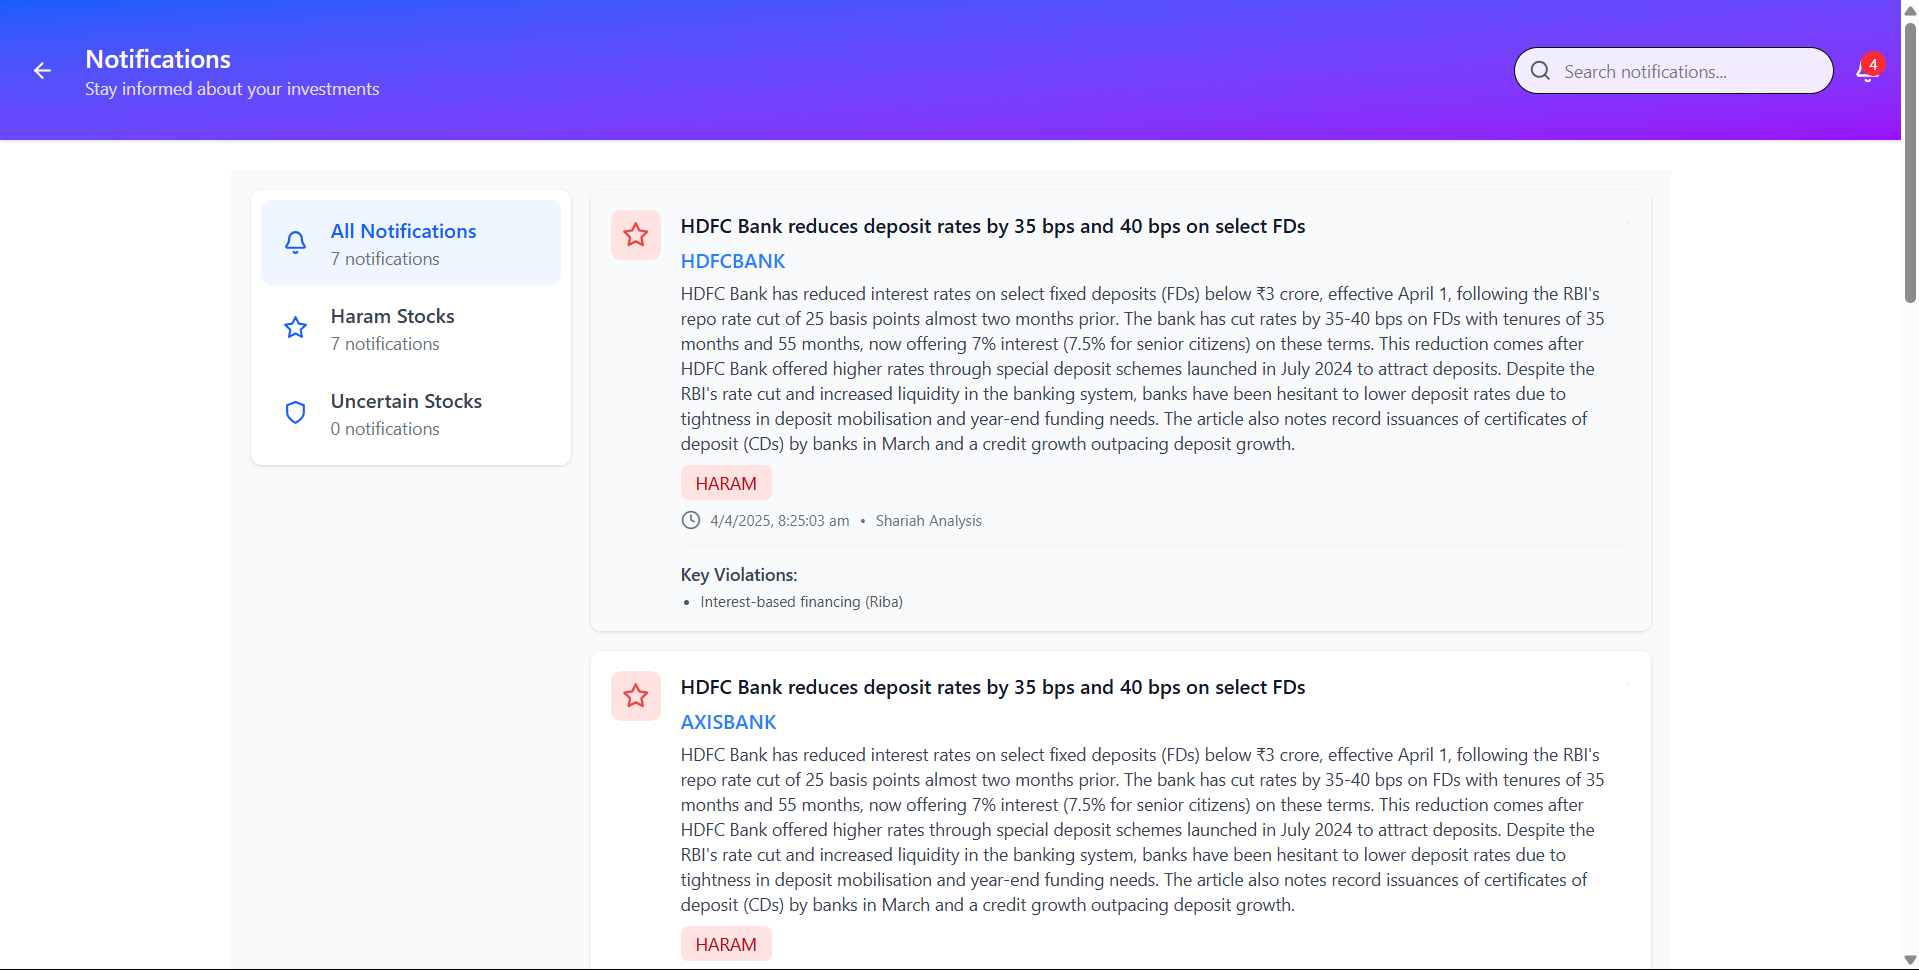 Notifications
Stay informed about your investments
Search notifications...
4
All Notifications
7 notifications
Haram Stocks
7 notifications
Uncertain Stocks
0 notifications
HDFC Bank reduces deposit rates by 35 bps and 40 bps on select FDs
HDFCBANK
HDFC Bank has reduced interest rates on select fixed deposits (FDs) below ₹3 crore, effective April 1, following the RBI's
repo rate cut of 25 basis points almost two months prior. The bank has cut rates by 35-40 bps on FDs with tenures of 35
months and 55 months, now offering 7% interest (7.5% for senior citizens) on these terms. This reduction comes after
HDFC Bank offered higher rates through special deposit schemes launched in July 2024 to attract deposits. Despite the
RBI's rate cut and increased liquidity in the banking system, banks have been hesitant to lower deposit rates due to
tightness in deposit mobilisation and year-end funding needs. The article also notes record issuances of certificates of
deposit (CDs) by banks in March and a credit growth outpacing deposit growth.
HARAM
4/4/2025, 8:25:03 am • Shariah Analysis
Key Violations:
• Interest-based financing (Riba)
HDFC Bank reduces deposit rates by 35 bps and 40 bps on select FDs
AXISBANK
HDFC Bank has reduced interest rates on select fixed deposits (FDs) below ₹3 crore, effective April 1, following the RBI's
repo rate cut of 25 basis points almost two months prior. The bank has cut rates by 35-40 bps on FDs with tenures of 35
months and 55 months, now offering 7% interest (7.5% for senior citizens) on these terms. This reduction comes after
HDFC Bank offered higher rates through special deposit schemes launched in July 2024 to attract deposits. Despite the
RBI's rate cut and increased liquidity in the banking system, banks have been hesitant to lower deposit rates due to
tightness in deposit mobilisation and year-end funding needs. The article also notes record issuances of certificates of
deposit (CDs) by banks in March and a credit growth outpacing deposit growth.
HARAM